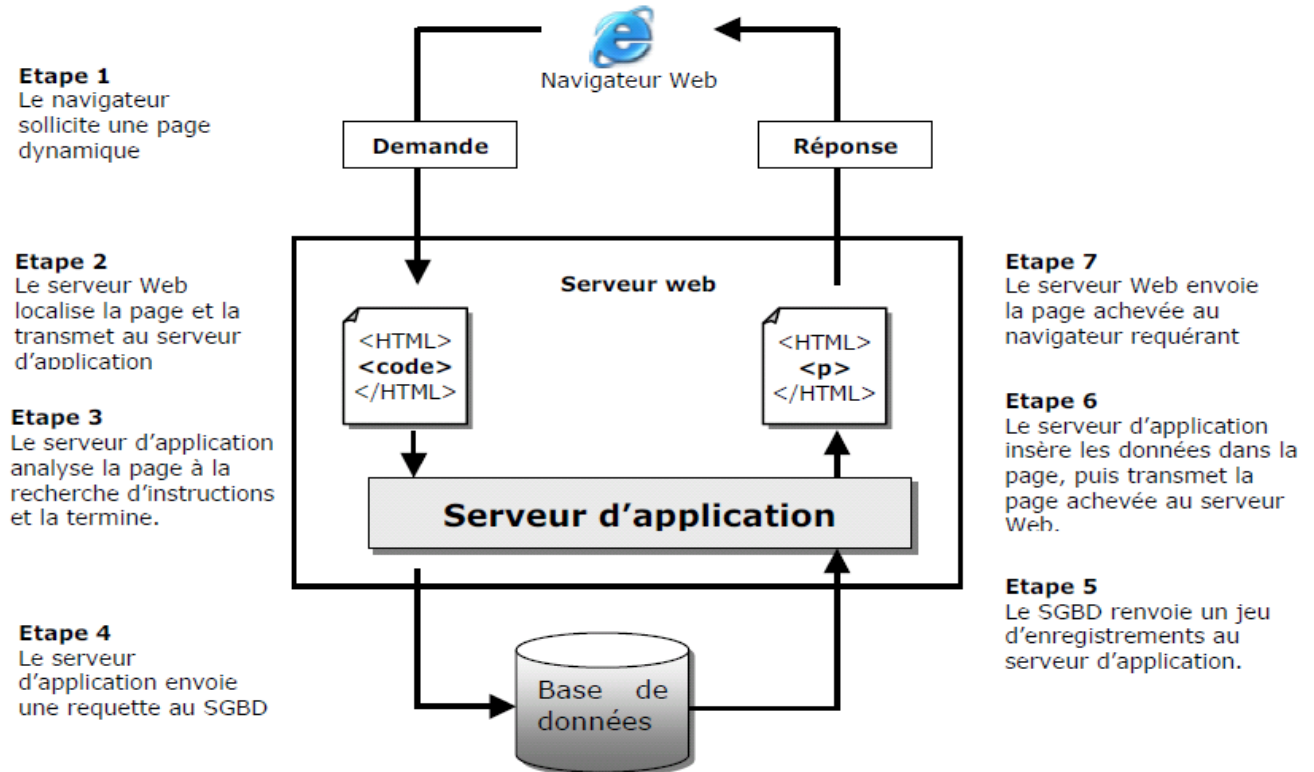 Navigateur Web
Etape 1
Le navigateur
sollicite une page
dynamique
Demande
Réponse
Etape 2
Le serveur Web
localise la page et la
transmet au serveur
d'application
Serveur web
<HTML>
<code>
</HTML>
<HTML>
<p>
</HTML>
Etape 3
Le serveur d'application
analyse la page à la
recherche d'instructions
et la termine.
Serveur d'application
Etape 4
Le serveur
d'application envoie
une requette au SGBD
Base de
données
Etape 5
Le SGBD renvoie un jeu
d'enregistrements au
serveur d'application.
Etape 6
Le serveur d'application
insère les données dans la
page, puis transmet la
page achevée au serveur
Web.
Etape 7
Le serveur Web envoie
la page achevée au
navigateur requérant